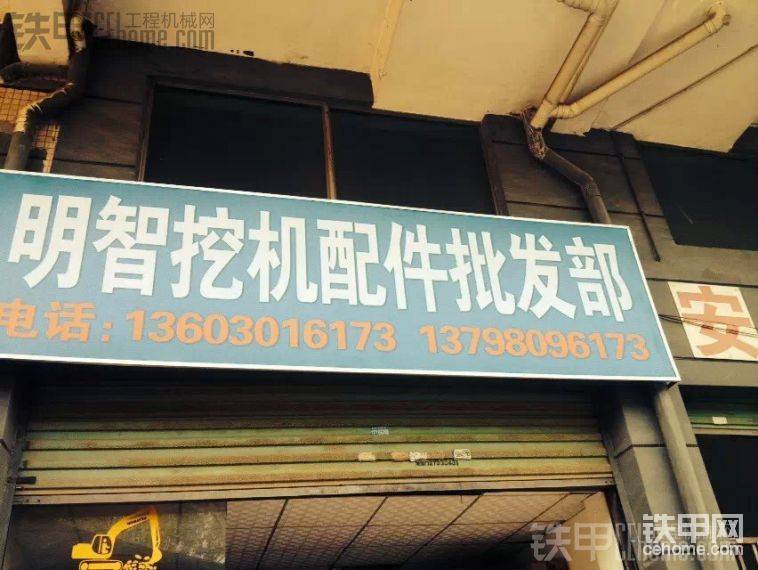 铁甲 工程机械网
cehome.com
明智挖机配件批发部
电话:13603016173 13798096173
安
铁甲网
cehome.com